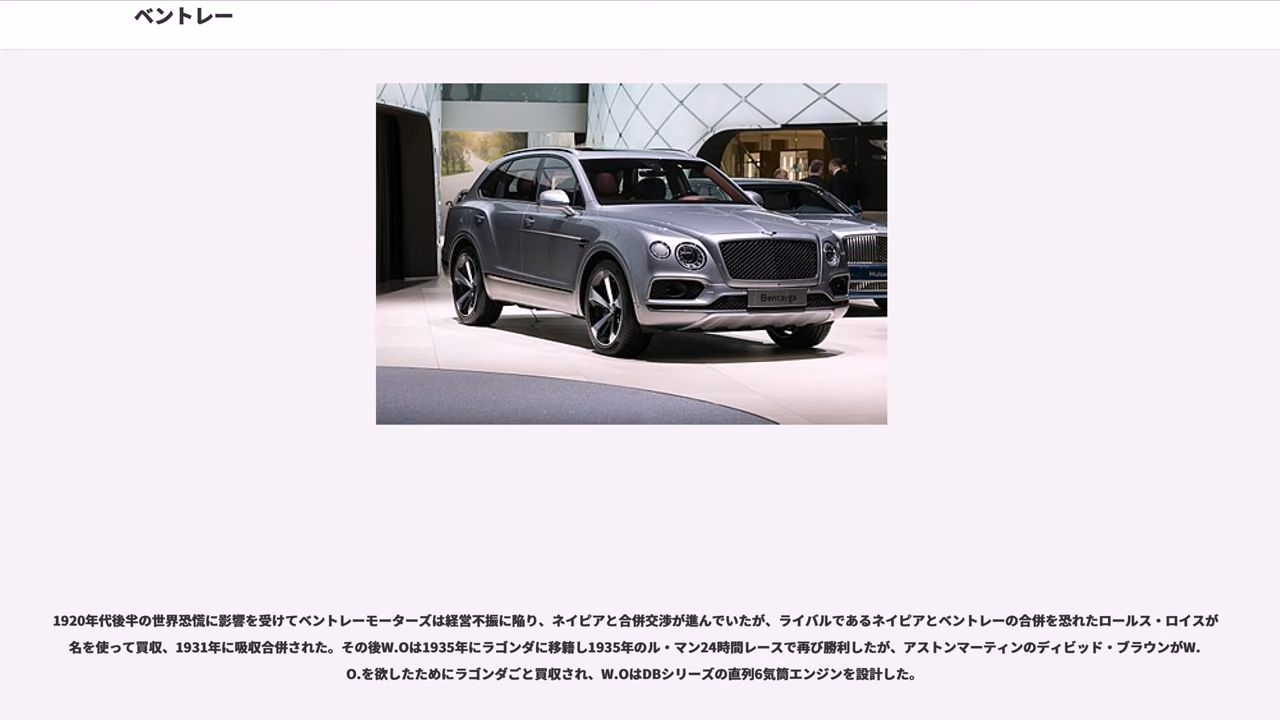 ベントレー
Bentayga
Mulsa
1920年代後半の世界恐慌に影響を受けてベントレーモーターズは経営不振に陥り、ネイピアと合併交渉が進んでいたが、ライバルであるネイピアとベントレーの合併を恐れたロールス・ロイスが
名を使って買収、1931年に吸収合併された。その後W.Oは1935年にラゴンダに移籍し1935年のル・マン24時間レースで再び勝利したが、アストンマーティンのディビッド・ブラウンがW.
O.を欲したためにラゴンダごと買収され、W.OはDBシリーズの直列6気筒エンジンを設計した。